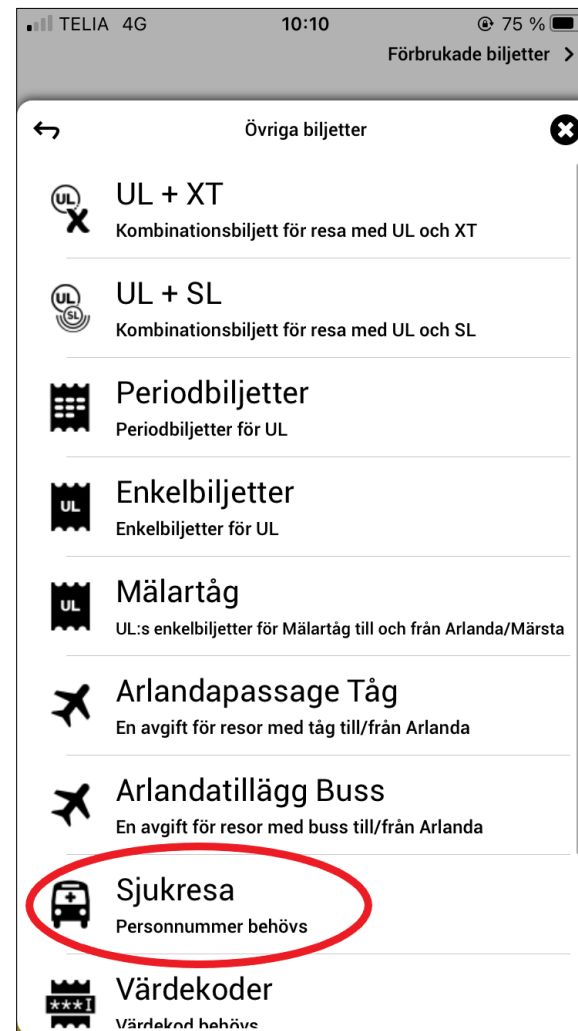 TELIA 4G 10:10 75 %
Förbrukade biljetter >
Övriga biljetter
UL
X
UL + XT
Kombinationsbiljett för resa med UL och XT
UL
SL
UL + SL
Kombinationsbiljett för resa med UL och SL
Periodbiljetter
Periodbiljetter för UL
UL
Enkelbiljetter
Enkelbiljetter för UL
UL
Mälartåg
UL:s enkelbiljetter för Mälartåg till och från Arlanda/Märsta
Arlandapassage Tåg
En avgift för resor med tåg till/från Arlanda
Arlandatillägg Buss
En avgift för resor med buss till/från Arlanda
Sjukresa
Personnummer behövs
***I
Värdekoder
Värdekod behövs